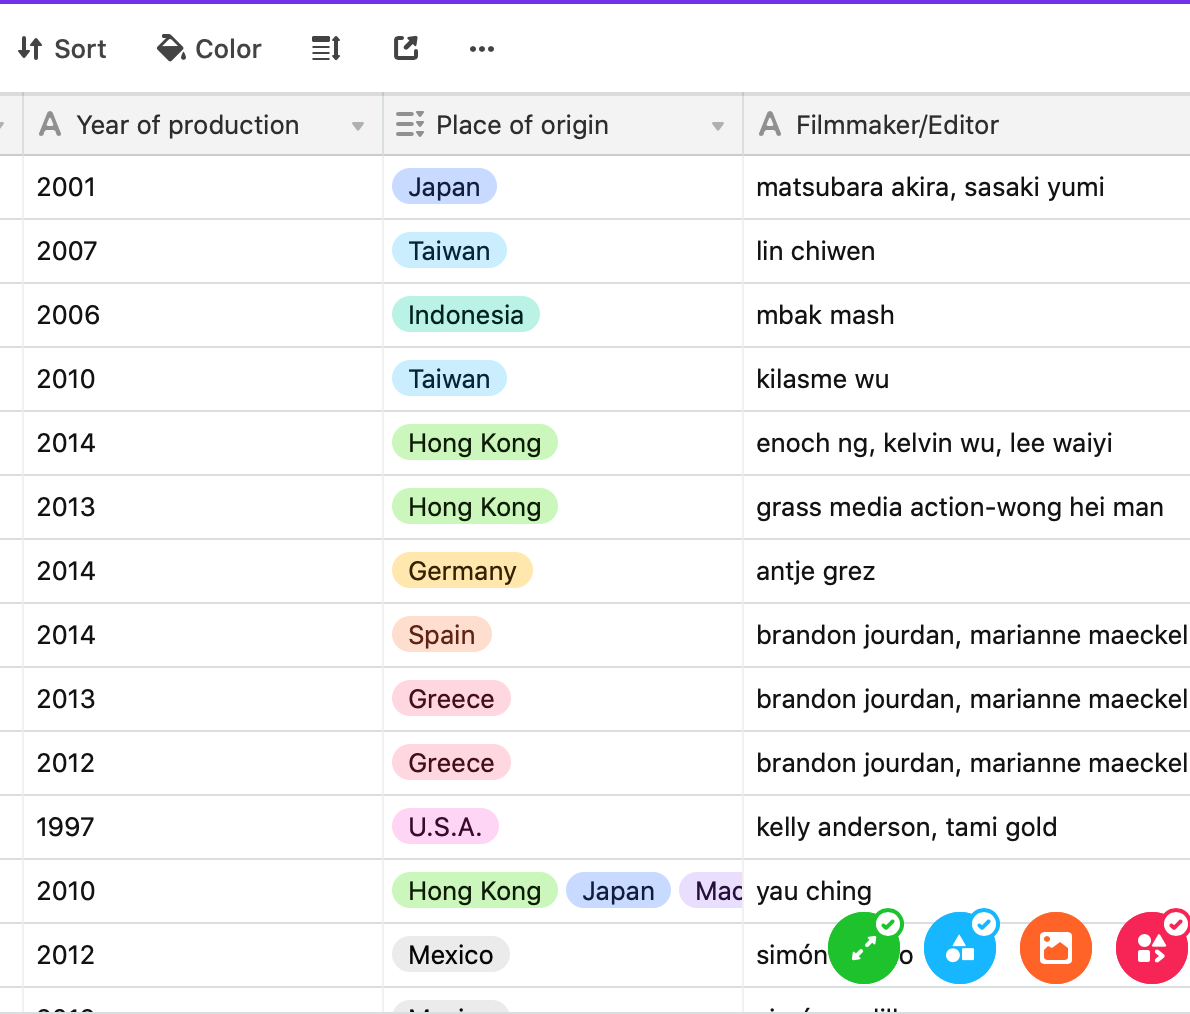 Sort Color
Year of production Place of origin Filmmaker/Editor
2001 Japan matsubara akira, sasaki yumi
2007 Taiwan lin chiwen
2006 Indonesia mbak mash
2010 Taiwan kilasme wu
2014 Hong Kong enoch ng, kelvin wu, lee waiyi
2013 Hong Kong grass media action-wong hei man
2014 Germany antje grez
2014 Spain brandon jourdan, marianne maeckel
2013 Greece brandon jourdan, marianne maeckel
2012 Greece brandon jourdan, marianne maeckel
1997 U.S.A. kelly anderson, tami gold
2010 Hong Kong Japan Mac yau ching
2012 Mexico simón